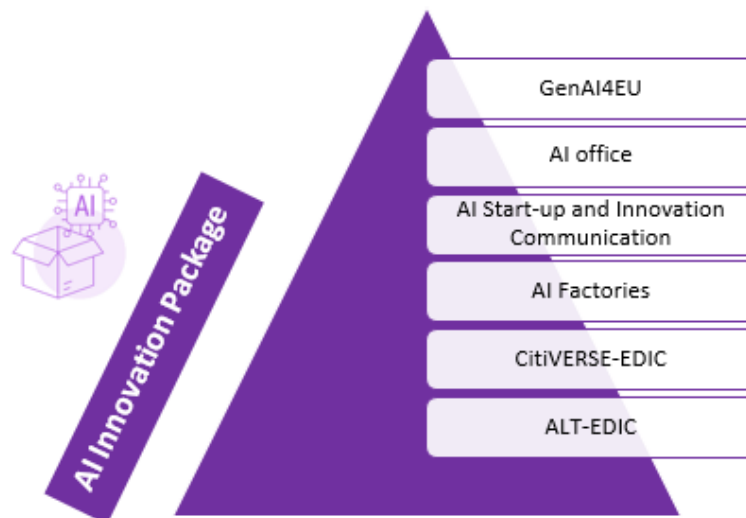 GenAI4EU
AI office
AI Start-up and Innovation
Communication
AI Factories
CitiVERSE-EDIC
ALT-EDIC
AI Innovation Package
AI